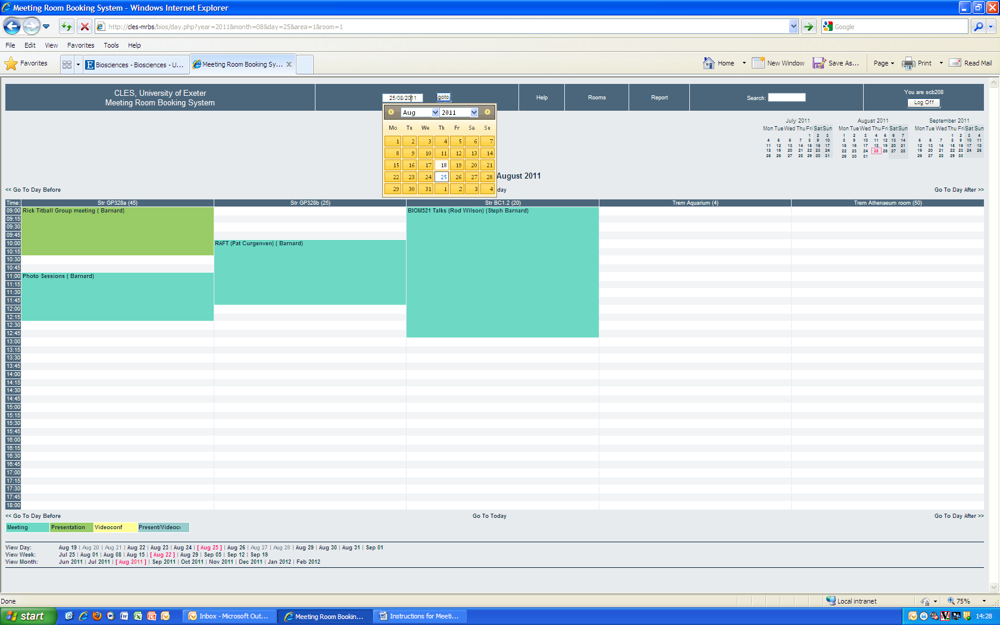 Meeting Room Booking System - Windows Internet Explorer
http://cles-mrbs/bios/day.php?year=2011&month=08&day=25&area=1&room=1
Google
File Edit View Favorites Tools Help
Favorites
Biosciences - Biosciences - U...
Meeting Room Booking Sy...
Home
New Window
Save As...
Page
Print
Read Mail
CLES, University of Exeter
Meeting Room Booking System
25/08/2011
goto
Help
Rooms
Report
Search:
You are scb208
Log Off
Aug 2011
Mo Tu We Th Fr Sa Su
1 2 3 4 5 6 7
8 9 10 11 12 13 14
15 16 17 18 19 20 21
22 23 24 25 26 27 28
29 30 31 1 2 3 4
July 2011
Mon Tue Wed Thu Fri Sat Sun
1 2 3
4 5 6 7 8 9 10
11 12 13 14 15 16 17
18 19 20 21 22 23 24
25 26 27 28 29 30 31
August 2011
Mon Tue Wed Thu Fri Sat Sun
1 2 3 4 5 6 7
8 9 10 11 12 13 14
15 16 17 18 19 20 21
22 23 24 25 26 27 28
29 30 31
September 2011
Mon Tue Wed Thu Fri Sat Sun
1 2 3 4
5 6 7 8 9 10 11
12 13 14 15 16 17 18
19 20 21 22 23 24 25
26 27 28 29 30
August 2011
<< Go To Day Before
day
Go To Day After >>
Time: Str GP328a (45) Str GP328b (25) Str BC1.2 (20) Trem Aquarium (4) Trem Athenaeum room (50)
09:00 Rick Titball Group meeting ( Barnard) BIOM521 Talks (Rod Wilson) (Steph Barnard)
09:15
09:30
09:45
10:00 RAFT (Pat Curgenven) ( Barnard)
10:15
10:30
10:45
11:00 Photo Sessions ( Barnard)
11:15
11:30
11:45
12:00
12:15
12:30
12:45
13:00
13:15
13:30
13:45
14:00
14:15
14:30
14:45
15:00
15:15
15:30
15:45
16:00
16:15
16:30
16:45
17:00
17:15
17:30
17:45
18:00
<< Go To Day Before
Go To Today
Go To Day After >>
Meeting Presentation Videoconf Present/Videoc
View Day: Aug 19 | Aug 20 | Aug 21 | Aug 22 | Aug 23 | Aug 24 | [ Aug 25 ] | Aug 26 | Aug 27 | Aug 28 | Aug 29 | Aug 30 | Aug 31 | Sep 01
View Week: Jul 25 | Aug 01 | Aug 08 | Aug 15 | [ Aug 22 ] | Aug 29 | Sep 05 | Sep 12 | Sep 19
View Month: Jun 2011 | Jul 2011 | [ Aug 2011 ] | Sep 2011 | Oct 2011 | Nov 2011 | Dec 2011 | Jan 2012 | Feb 2012
Done
Local intranet
75%
start
Inbox - Microsoft Out...
Meeting Room Bookin...
Instructions for Meeti...
14:28